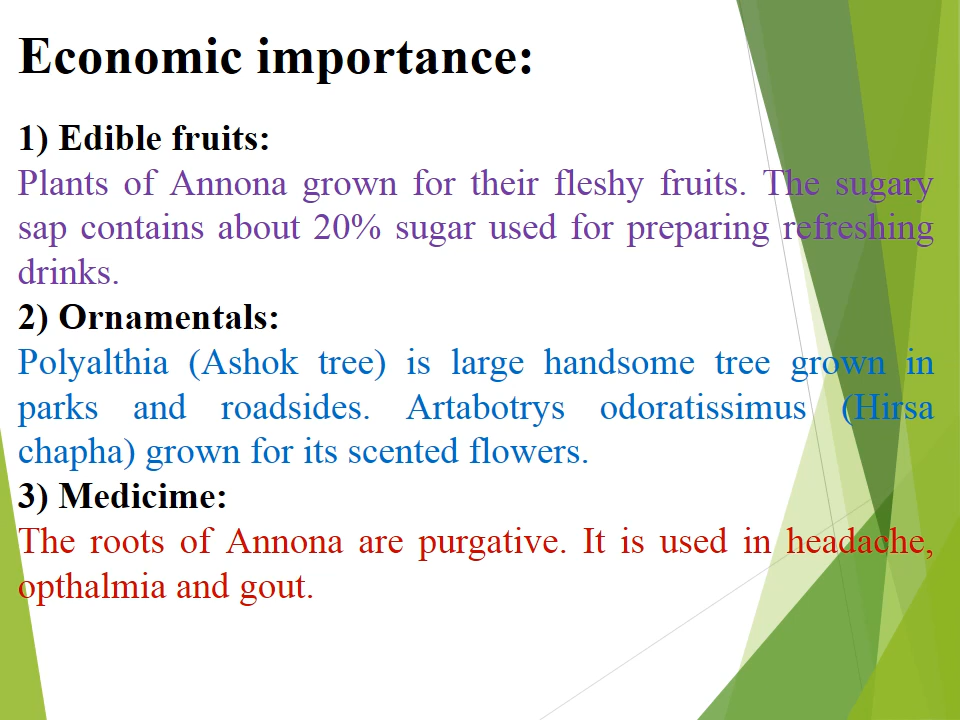 Economic importance:
1) Edible fruits:
Plants of Annona grown for their fleshy fruits. The sugary
sap contains about 20% sugar used for preparing refreshing
drinks.
2) Ornamentals:
Polyalthia (Ashok tree) is large handsome tree grown in
parks and roadsides. Artabotrys odoratissimus (Hirsa
chapha) grown for its scented flowers.
3) Medicime:
The roots of Annona are purgative. It is used in headache,
opthalmia and gout.